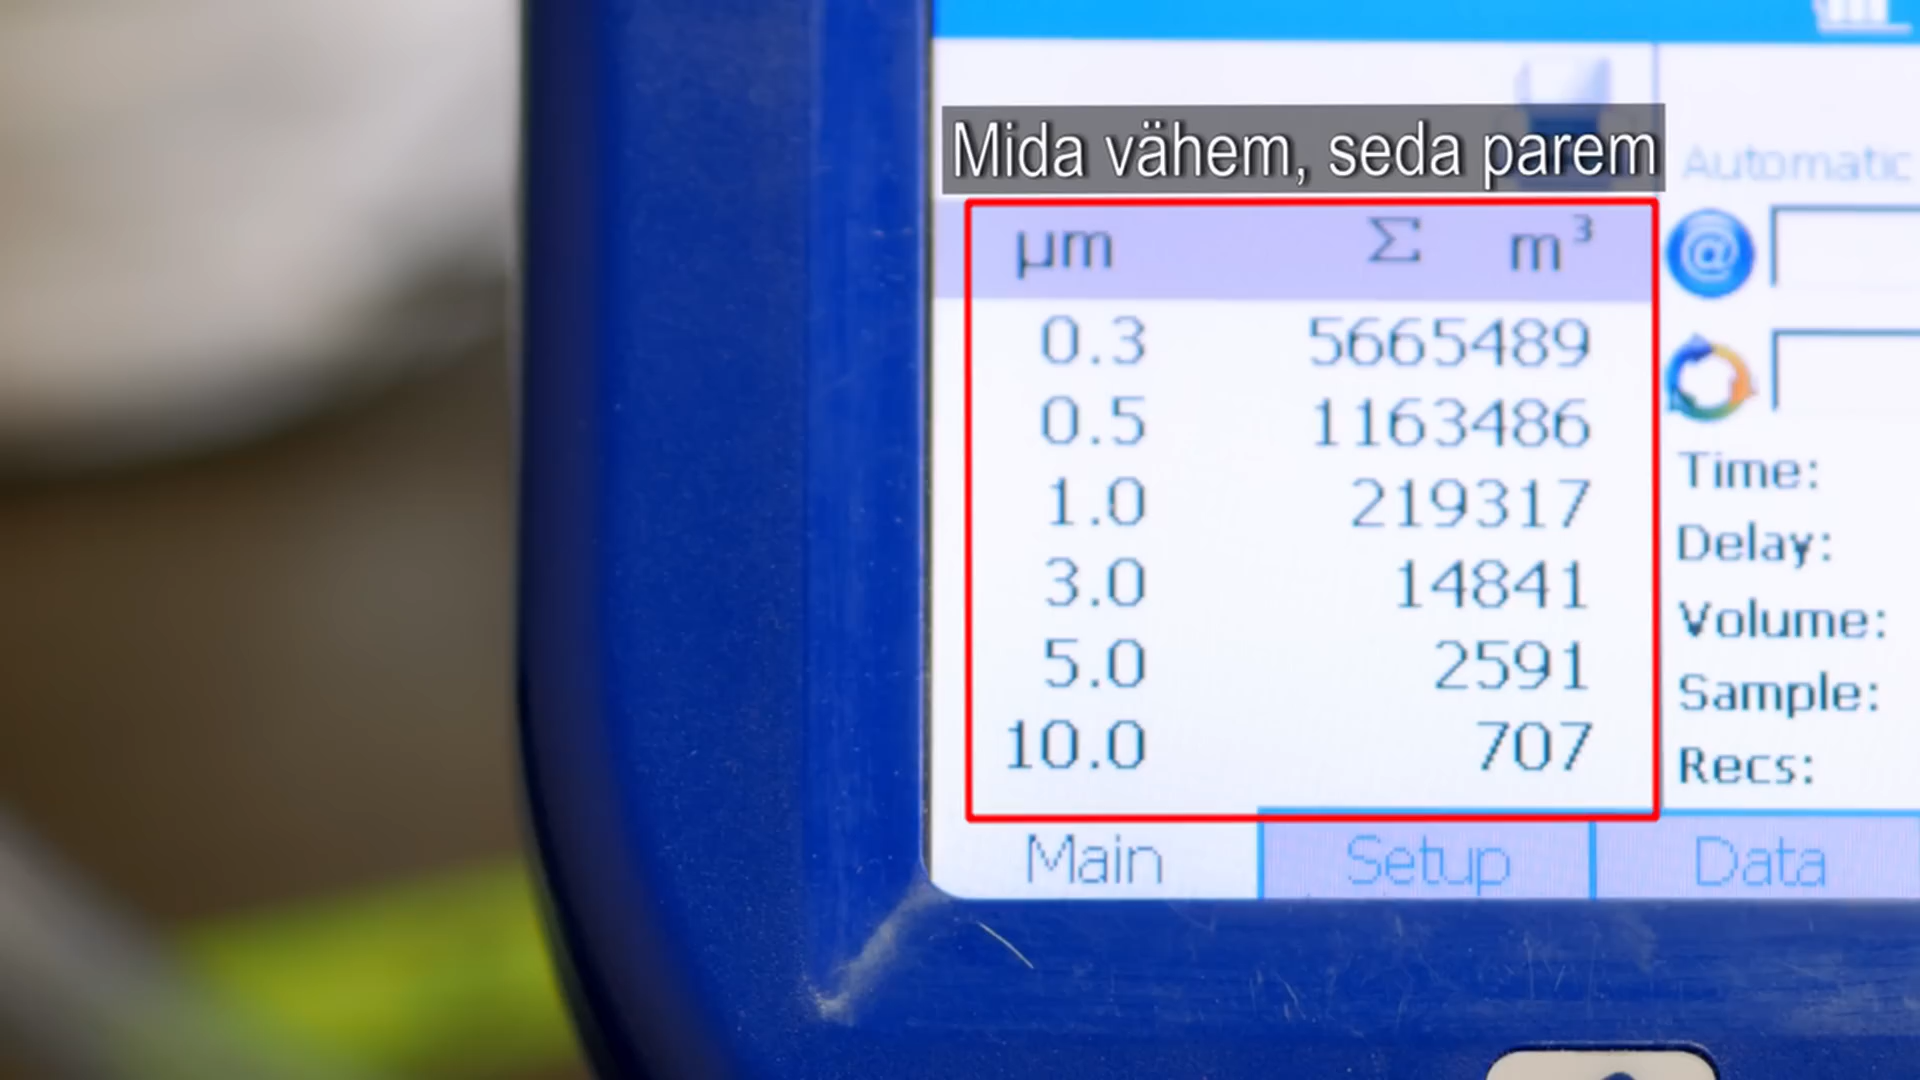 Mida vähem, seda parem
Automatic
µm Σ m³
0.3 5665489
0.5 1163486
1.0 219317
3.0 14841
5.0 2591
10.0 707
Time:
Delay:
Volume:
Sample:
Recs:
Main Setup Data